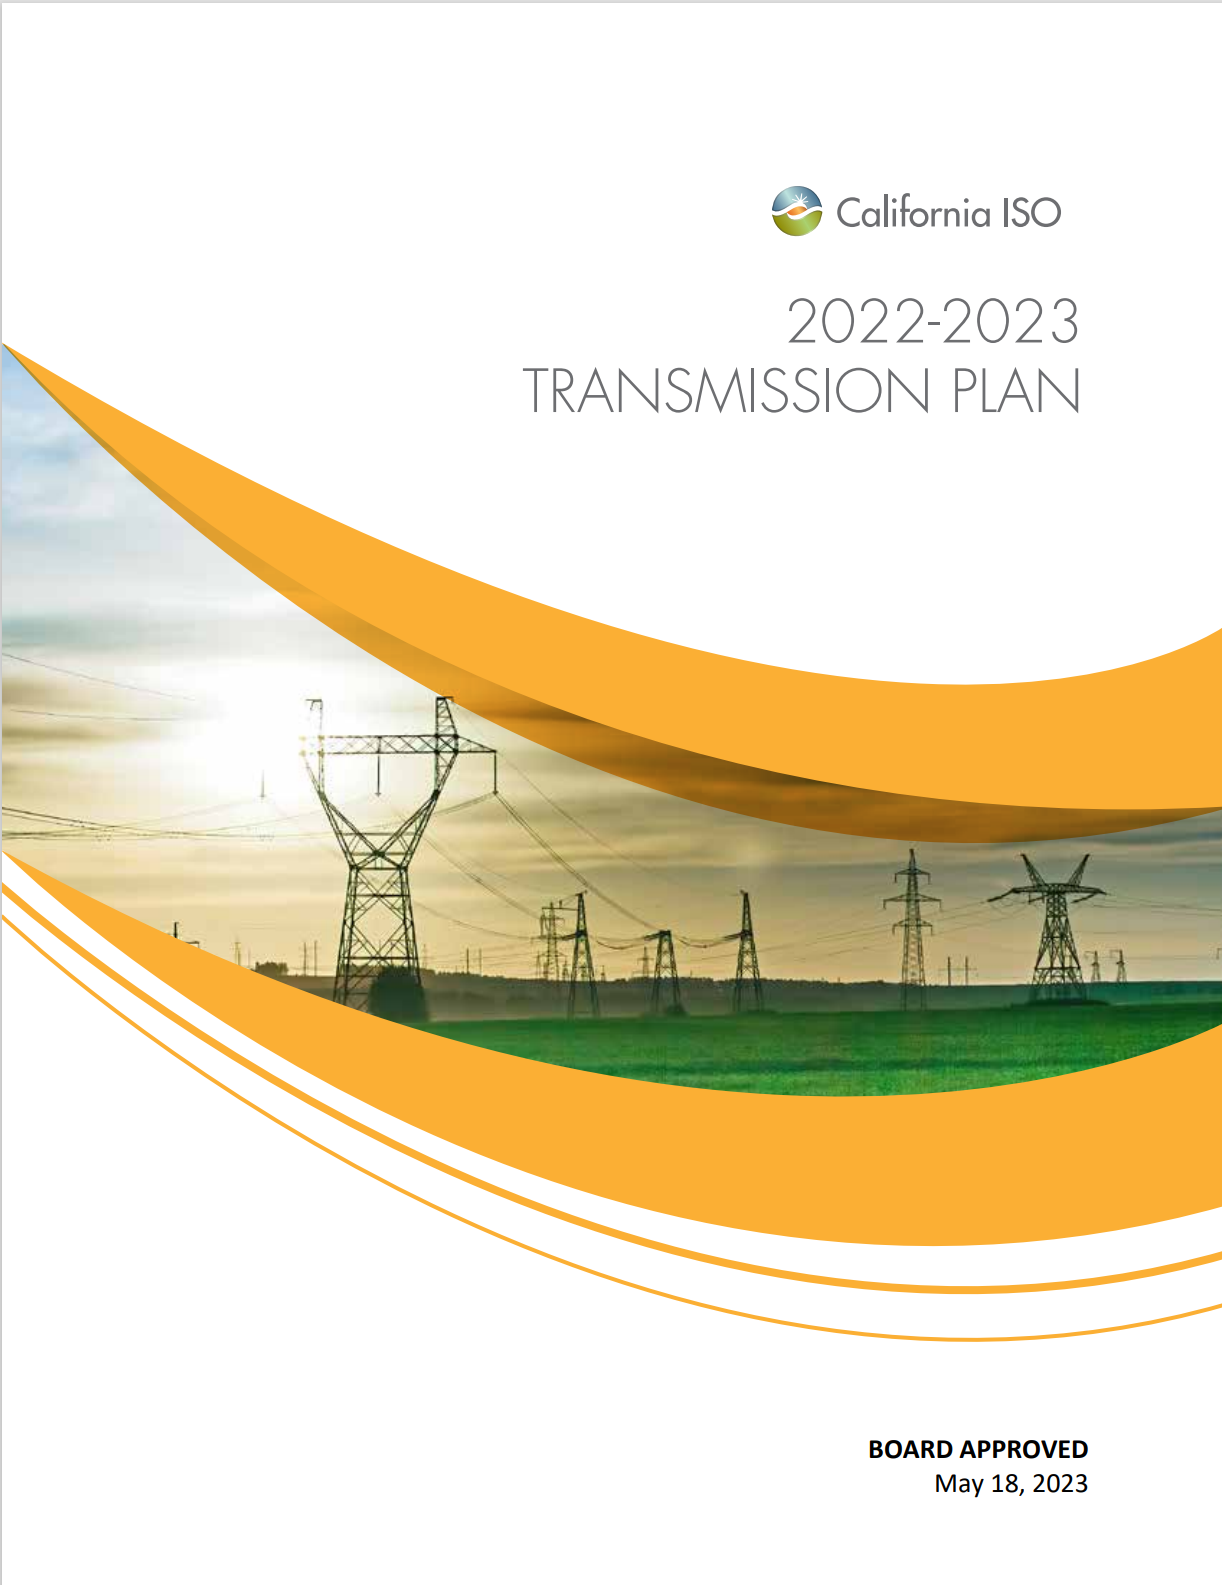 California ISO
2022-2023
TRANSMISSION PLAN
BOARD APPROVED
May 18, 2023